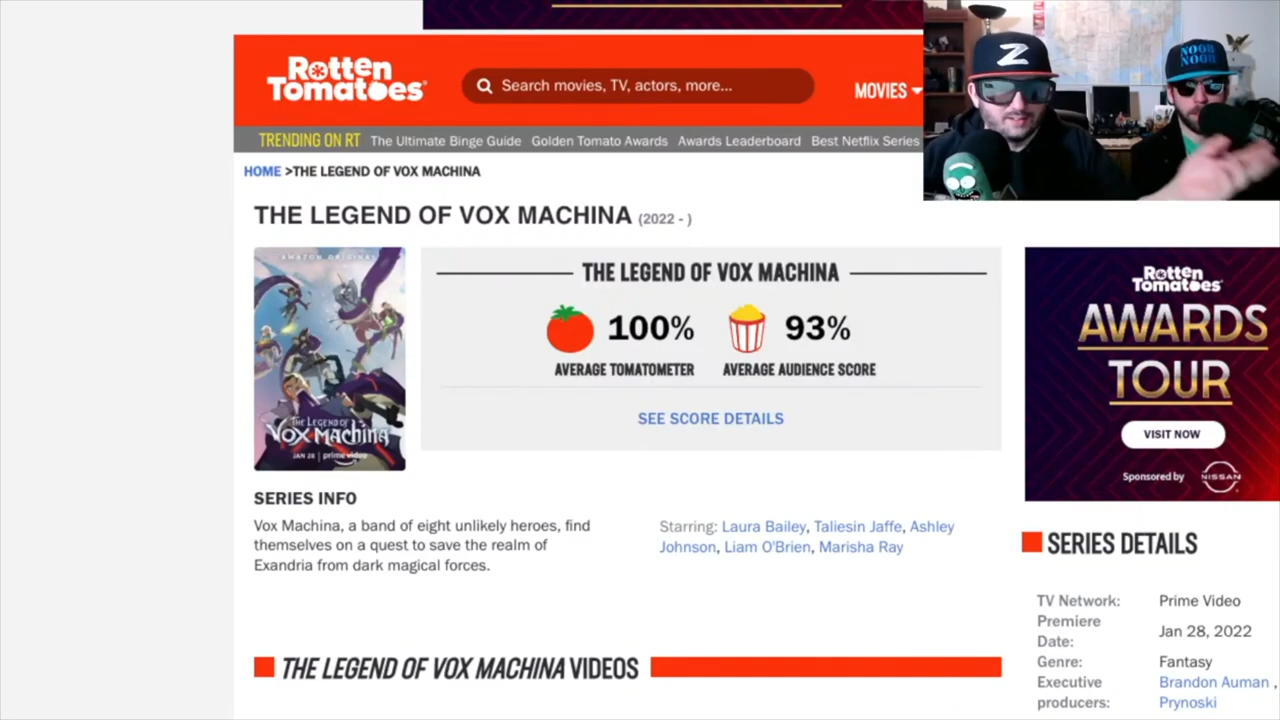 Rotten
Tomatoes
Search movies, TV, actors, more...
MOVIES
Z
NOOB
NOOB
TRENDING ON RT The Ultimate Binge Guide Golden Tomato Awards Awards Leaderboard Best Netflix Series
HOME >THE LEGEND OF VOX MACHINA
THE LEGEND OF VOX MACHINA (2022 - )
AMAZON ORIGINAL
THE LEGEND OF
VOX MACHINA
JAN 28 | prime video
THE LEGEND OF VOX MACHINA
100% 93%
AVERAGE TOMATOMETER AVERAGE AUDIENCE SCORE
SEE SCORE DETAILS
Rotten
Tomatoes
AWARDS
TOUR
VISIT NOW
Sponsored by NISSAN
SERIES INFO
Vox Machina, a band of eight unlikely heroes, find
themselves on a quest to save the realm of
Exandria from dark magical forces.
Starring: Laura Bailey, Taliesin Jaffe, Ashley
Johnson, Liam O'Brien, Marisha Ray
SERIES DETAILS
TV Network: Prime Video
Premiere
Date: Jan 28, 2022
Genre: Fantasy
Executive
producers: Brandon Auman ,
Prynoski
THE LEGEND OF VOX MACHINA VIDEOS